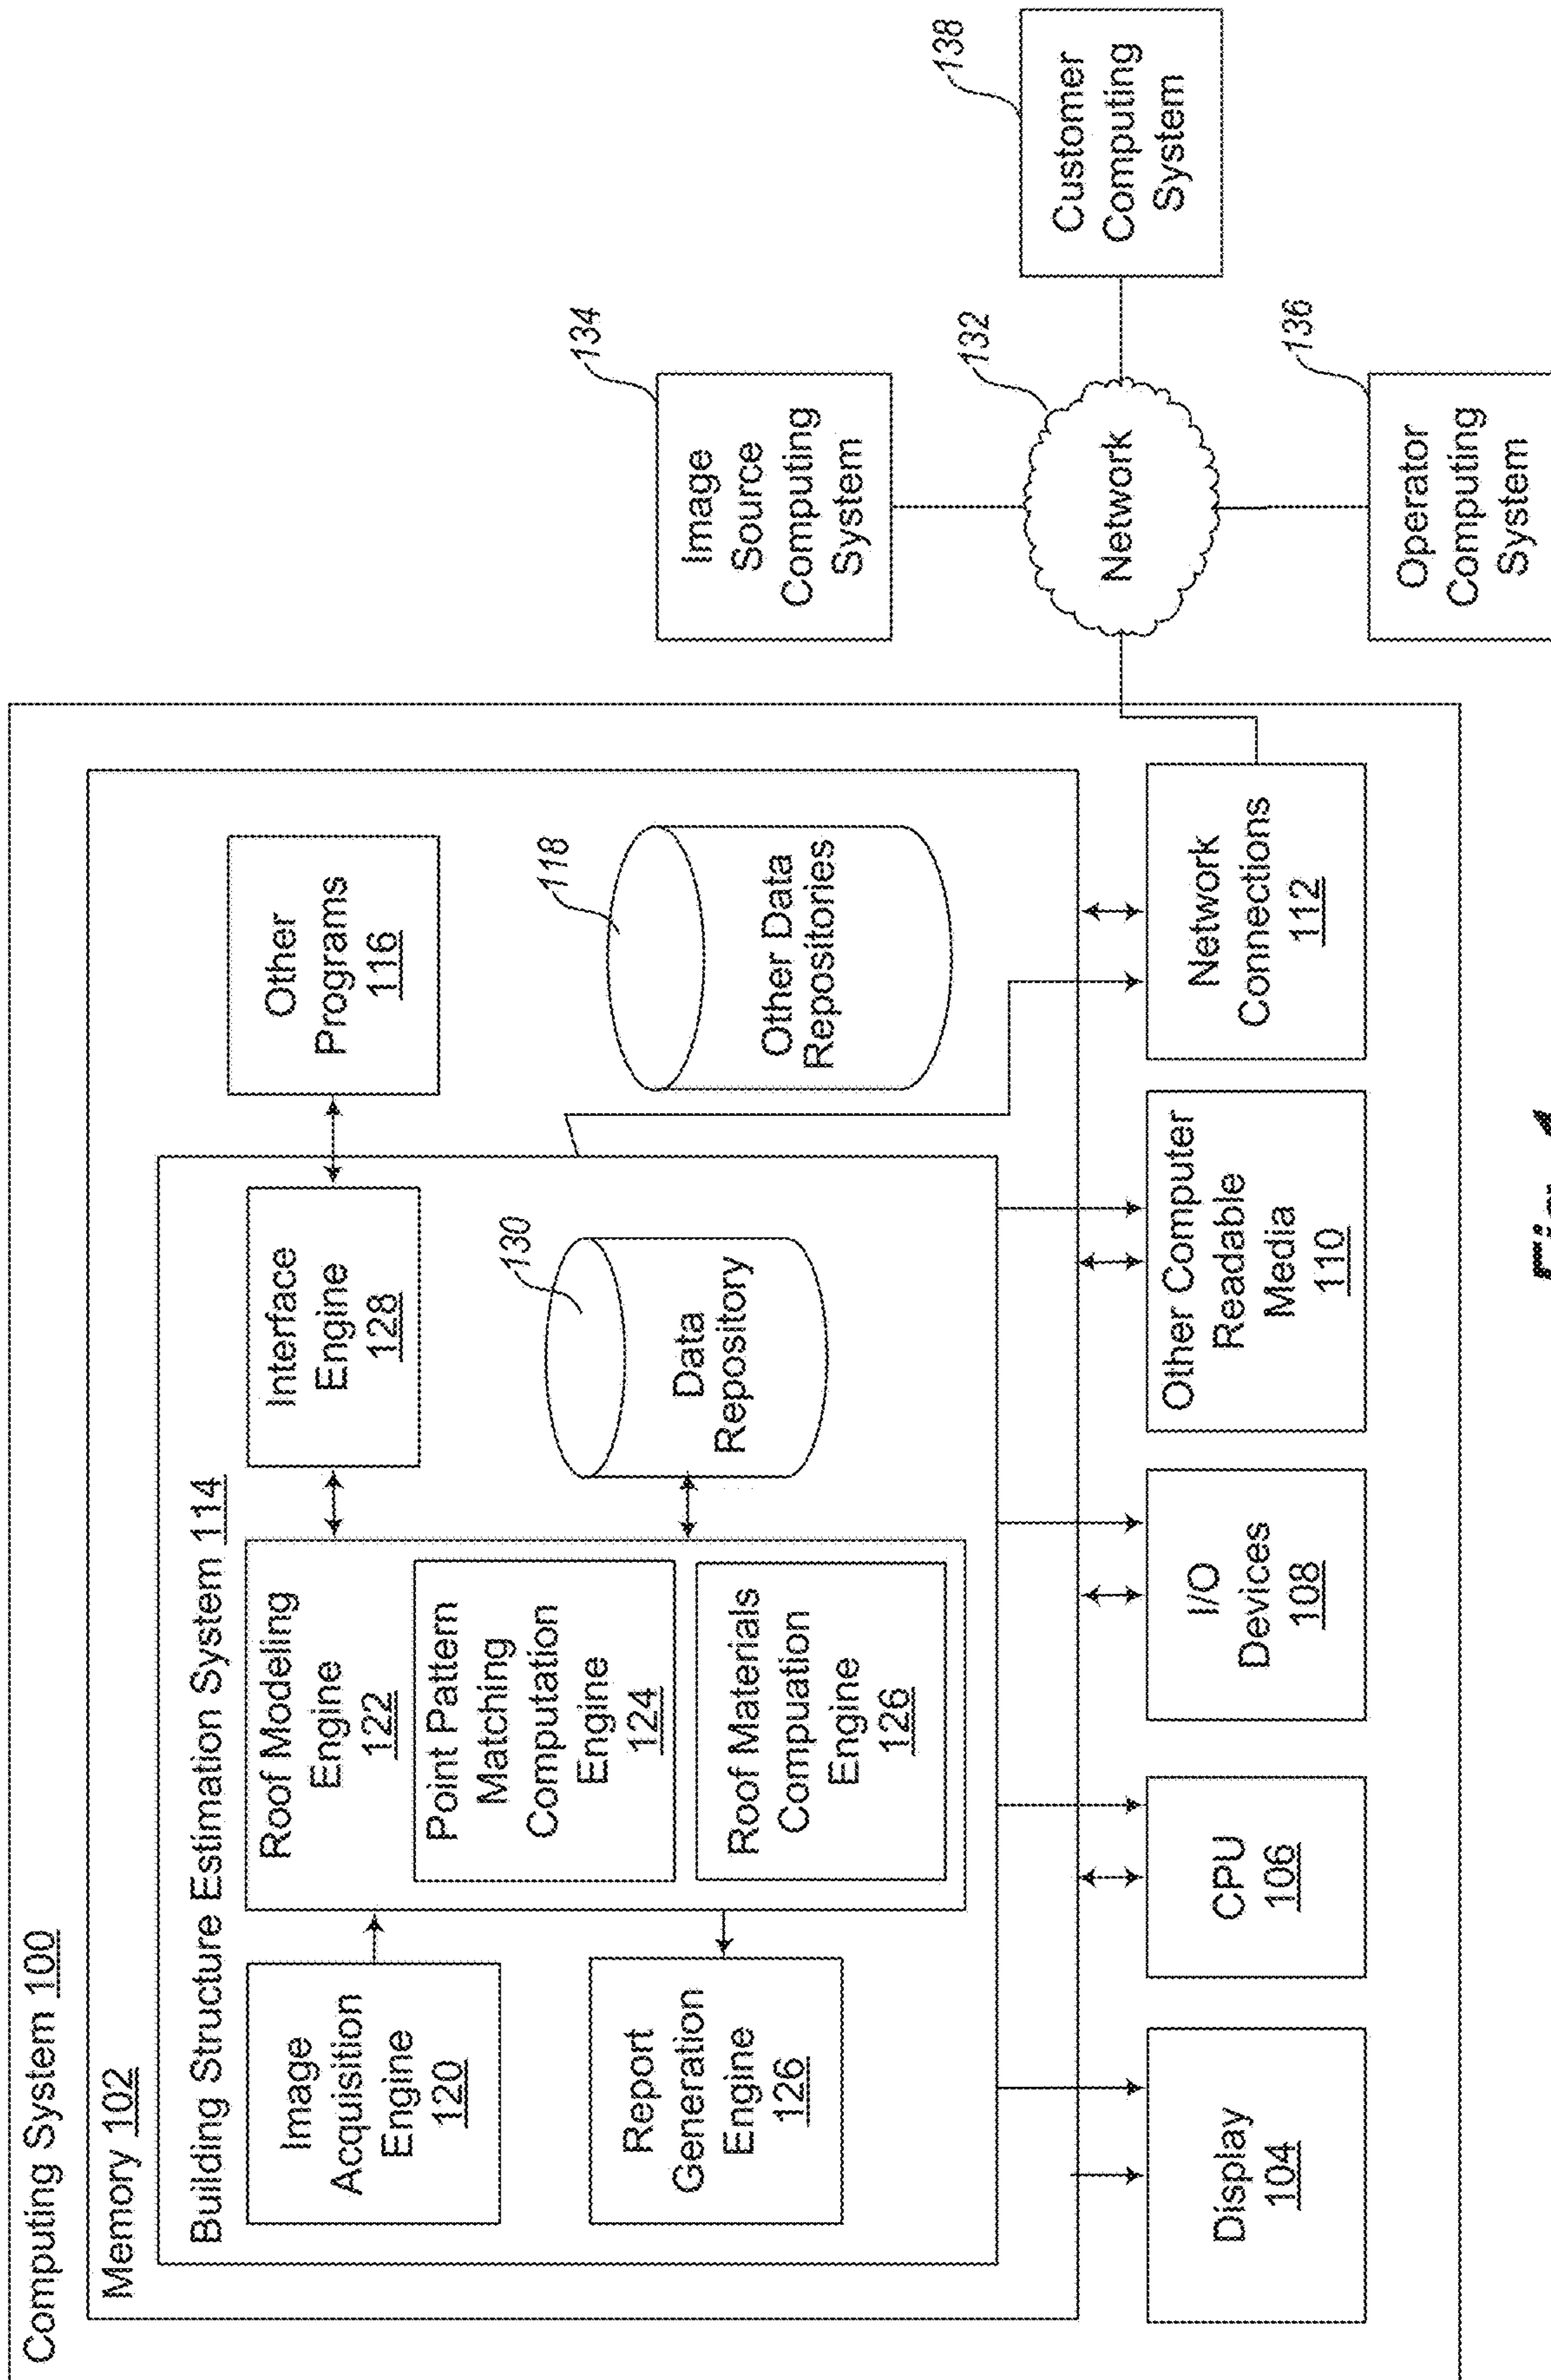 Computing System 100
Memory 102
Building Structure Estimation System 114
Image
Acquisition
Engine
120
Roof Modeling
Engine
122
Point Pattern
Matching
Computation
Engine
124
Roof Materials
Compuation
Engine
126
Report
Generation
Engine
126
Interface
Engine
128
130
Data
Repository
Other
Programs
116
118
Other Data
Repositories
Display
104
CPU
106
I/O
Devices
108
Other Computer
Readable
Media
110
Network
Connections
112
134
Image
Source
Computing
System
132
Network
138
Customer
Computing
System
136
Operator
Computing
System